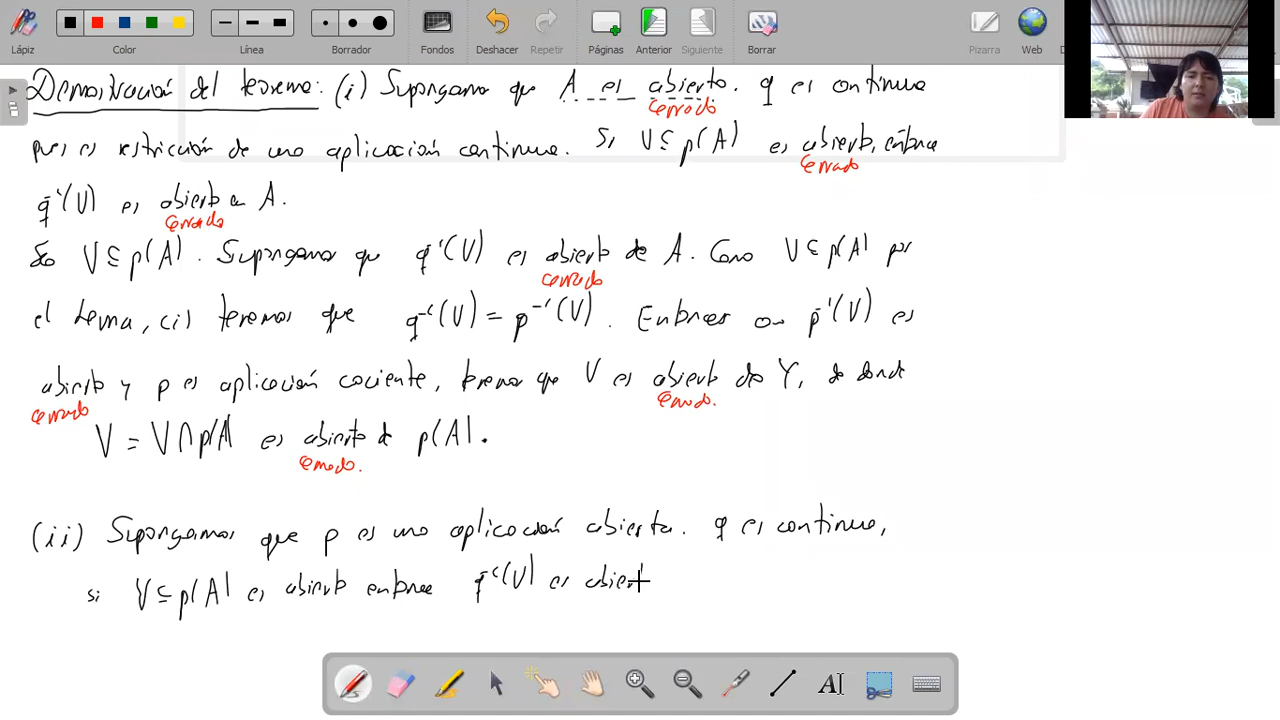 Lápiz
Color
Línea
Borrador
Fondos
Deshacer
Repetir
Páginas
Anterior
Siguiente
Borrar
Pizarra
Web
Demostración del teorema: (i) Supongamos que A es abierto. q es continua
cerrado
pues es restricción de una aplicación continua. Si V ⊆ p(A) es abierto, entonces
cerrado
q⁻¹(V) es abierto en A.
cerrado
Sea V ⊆ p(A). Supongamos que q⁻¹(V) es abierto de A. Como V ⊆ p(A) por
cerrado
el lema, (i) tenemos que q⁻¹(V) = p⁻¹(V). Entonces como p⁻¹(V) es
abierto y p es aplicación cociente, tenemos que V es abierto de Y, de donde
cerrado cerrado.
V = V ∩ p(A) es abierto de p(A).
cerrado.
(ii) Supongamos que p es una aplicación abierta. q es continua,
si V ⊆ p(A) es abierto entonces q⁻¹(V) es abiert
AI